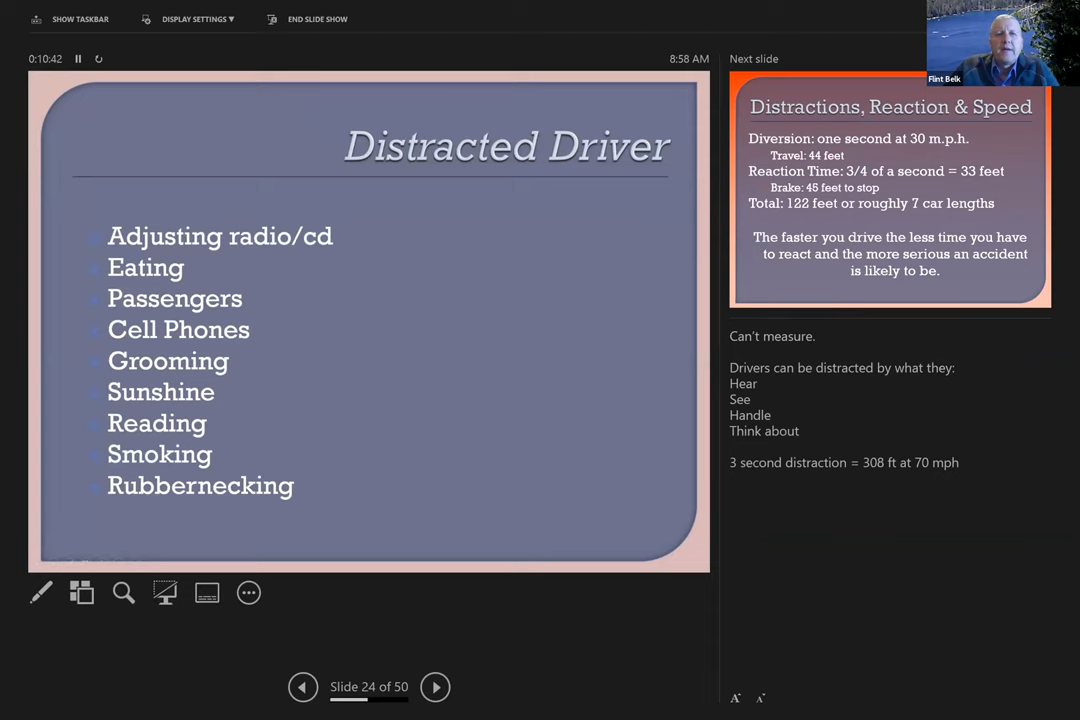 SHOW TASKBAR
DISPLAY SETTINGS ▼
END SLIDE SHOW
0:10:42
8:58 AM
Distracted Driver
Adjusting radio/cd
Eating
Passengers
Cell Phones
Grooming
Sunshine
Reading
Smoking
Rubbernecking
Slide 24 of 50
Next slide
Flint Belk
Distractions, Reaction & Speed
Diversion: one second at 30 m.p.h.
Travel: 44 feet
Reaction Time: 3/4 of a second = 33 feet
Brake: 45 feet to stop
Total: 122 feet or roughly 7 car lengths
The faster you drive the less time you have
to react and the more serious an accident
is likely to be.
Can't measure.
Drivers can be distracted by what they:
Hear
See
Handle
Think about
3 second distraction = 308 ft at 70 mph
A A